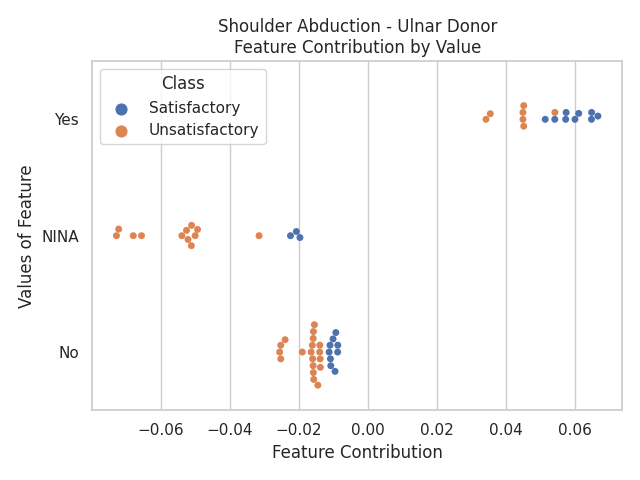 Shoulder Abduction - Ulnar Donor
Feature Contribution by Value
Class
Satisfactory
Unsatisfactory
Values of Feature
Yes
NINA
No
−0.06 −0.04 −0.02 0.00 0.02 0.04 0.06
Feature Contribution